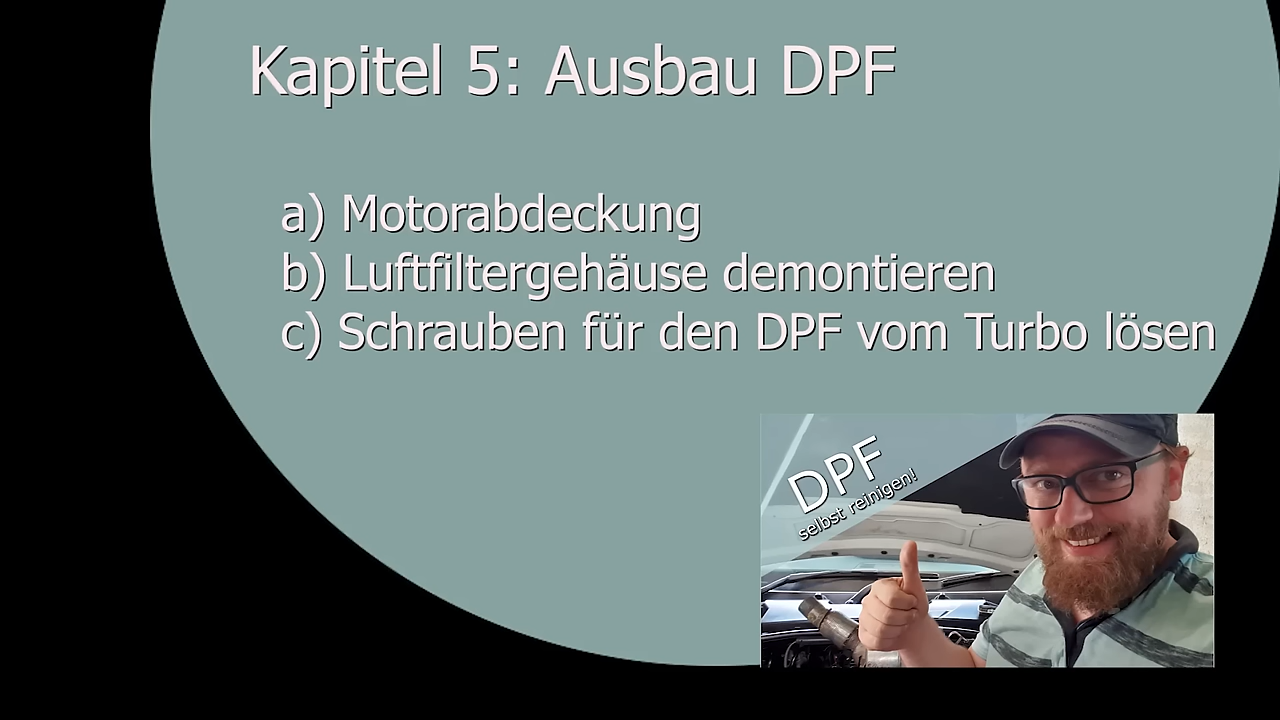 Kapitel 5: Ausbau DPF
a) Motorabdeckung
b) Luftfiltergehäuse demontieren
c) Schrauben für den DPF vom Turbo lösen
DPF
selbst reinigen!